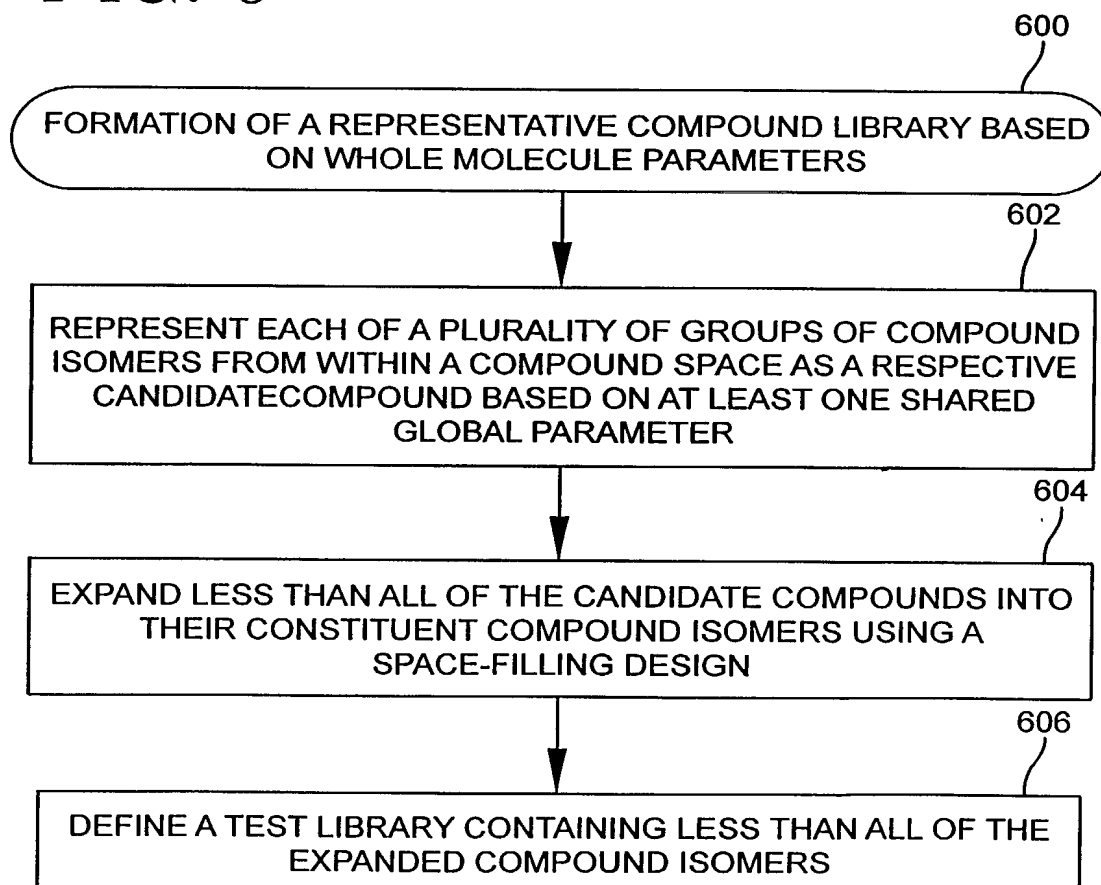 600
FORMATION OF A REPRESENTATIVE COMPOUND LIBRARY BASED
ON WHOLE MOLECULE PARAMETERS
602
REPRESENT EACH OF A PLURALITY OF GROUPS OF COMPOUND
ISOMERS FROM WITHIN A COMPOUND SPACE AS A RESPECTIVE
CANDIDATECOMPOUND BASED ON AT LEAST ONE SHARED
GLOBAL PARAMETER
604
EXPAND LESS THAN ALL OF THE CANDIDATE COMPOUNDS INTO
THEIR CONSTITUENT COMPOUND ISOMERS USING A
SPACE-FILLING DESIGN
606
DEFINE A TEST LIBRARY CONTAINING LESS THAN ALL OF THE
EXPANDED COMPOUND ISOMERS